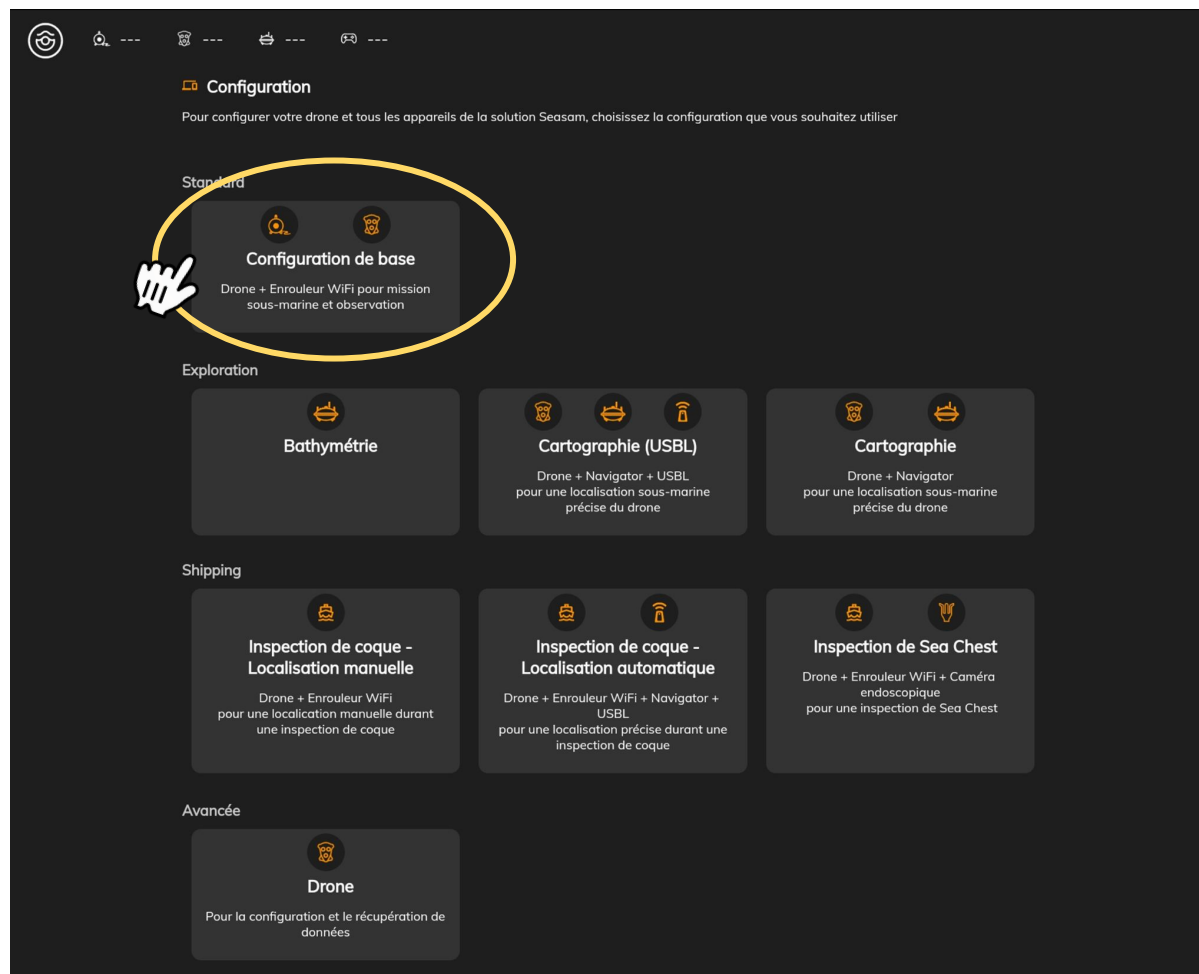 --- --- --- ---
Configuration
Pour configurer votre drone et tous les appareils de la solution Seasam, choisissez la configuration que vous souhaitez utiliser
Standard
Configuration de base
Drone + Enrouleur WiFi pour mission
sous-marine et observation
Exploration
Bathymétrie
Cartographie (USBL)
Drone + Navigator + USBL
pour une localisation sous-marine
précise du drone
Cartographie
Drone + Navigator
pour une localisation sous-marine
précise du drone
Shipping
Inspection de coque -
Localisation manuelle
Drone + Enrouleur WiFi
pour une localication manuelle durant
une inspection de coque
Inspection de coque -
Localisation automatique
Drone + Enrouleur WiFi + Navigator +
USBL
pour une localisation précise durant une
inspection de coque
Inspection de Sea Chest
Drone + Enrouleur WiFi + Caméra
endoscopique
pour une inspection de Sea Chest
Avancée
Drone
Pour la configuration et le récupération de
données